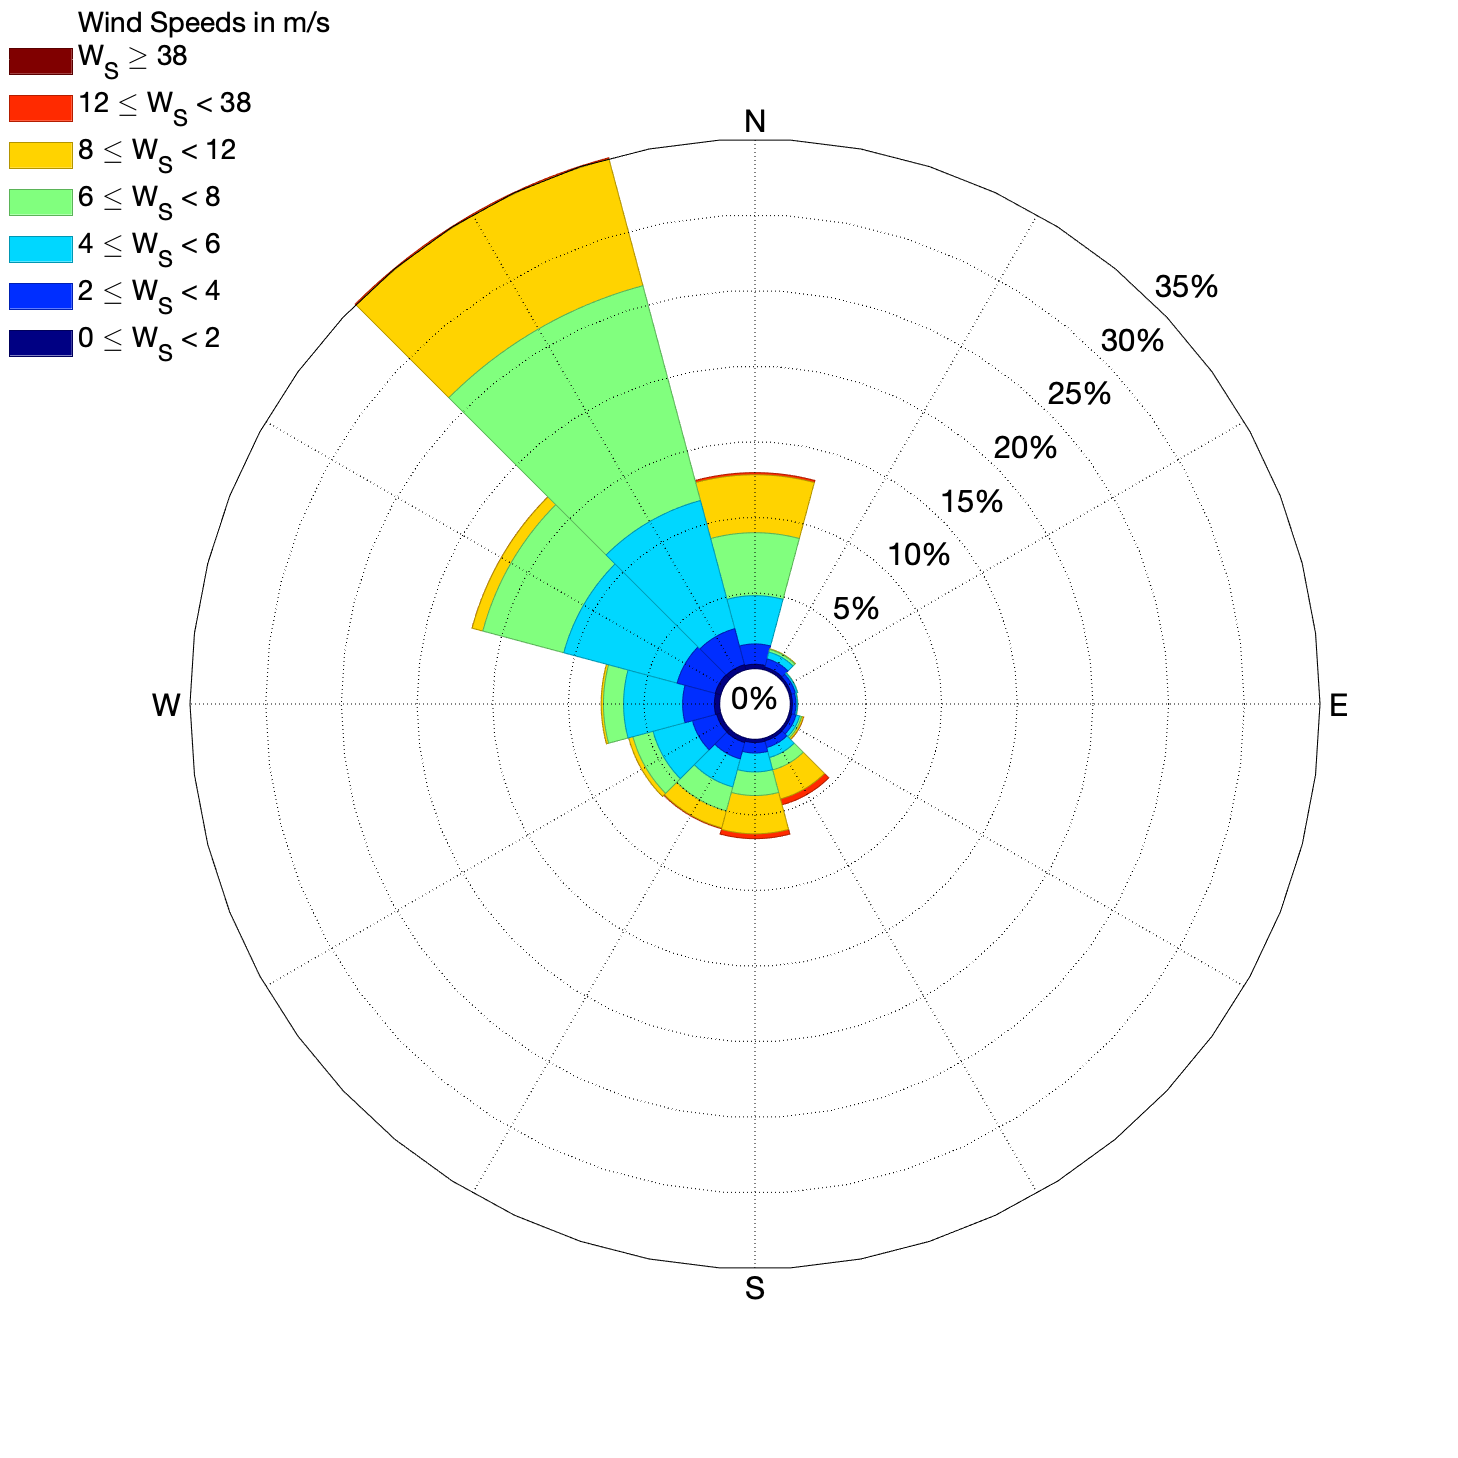 Wind Speeds in m/s
W_S ≥ 38
12 ≤ W_S < 38
8 ≤ W_S < 12
6 ≤ W_S < 8
4 ≤ W_S < 6
2 ≤ W_S < 4
0 ≤ W_S < 2
N
35%
30%
25%
20%
15%
10%
5%
0%
W
E
S